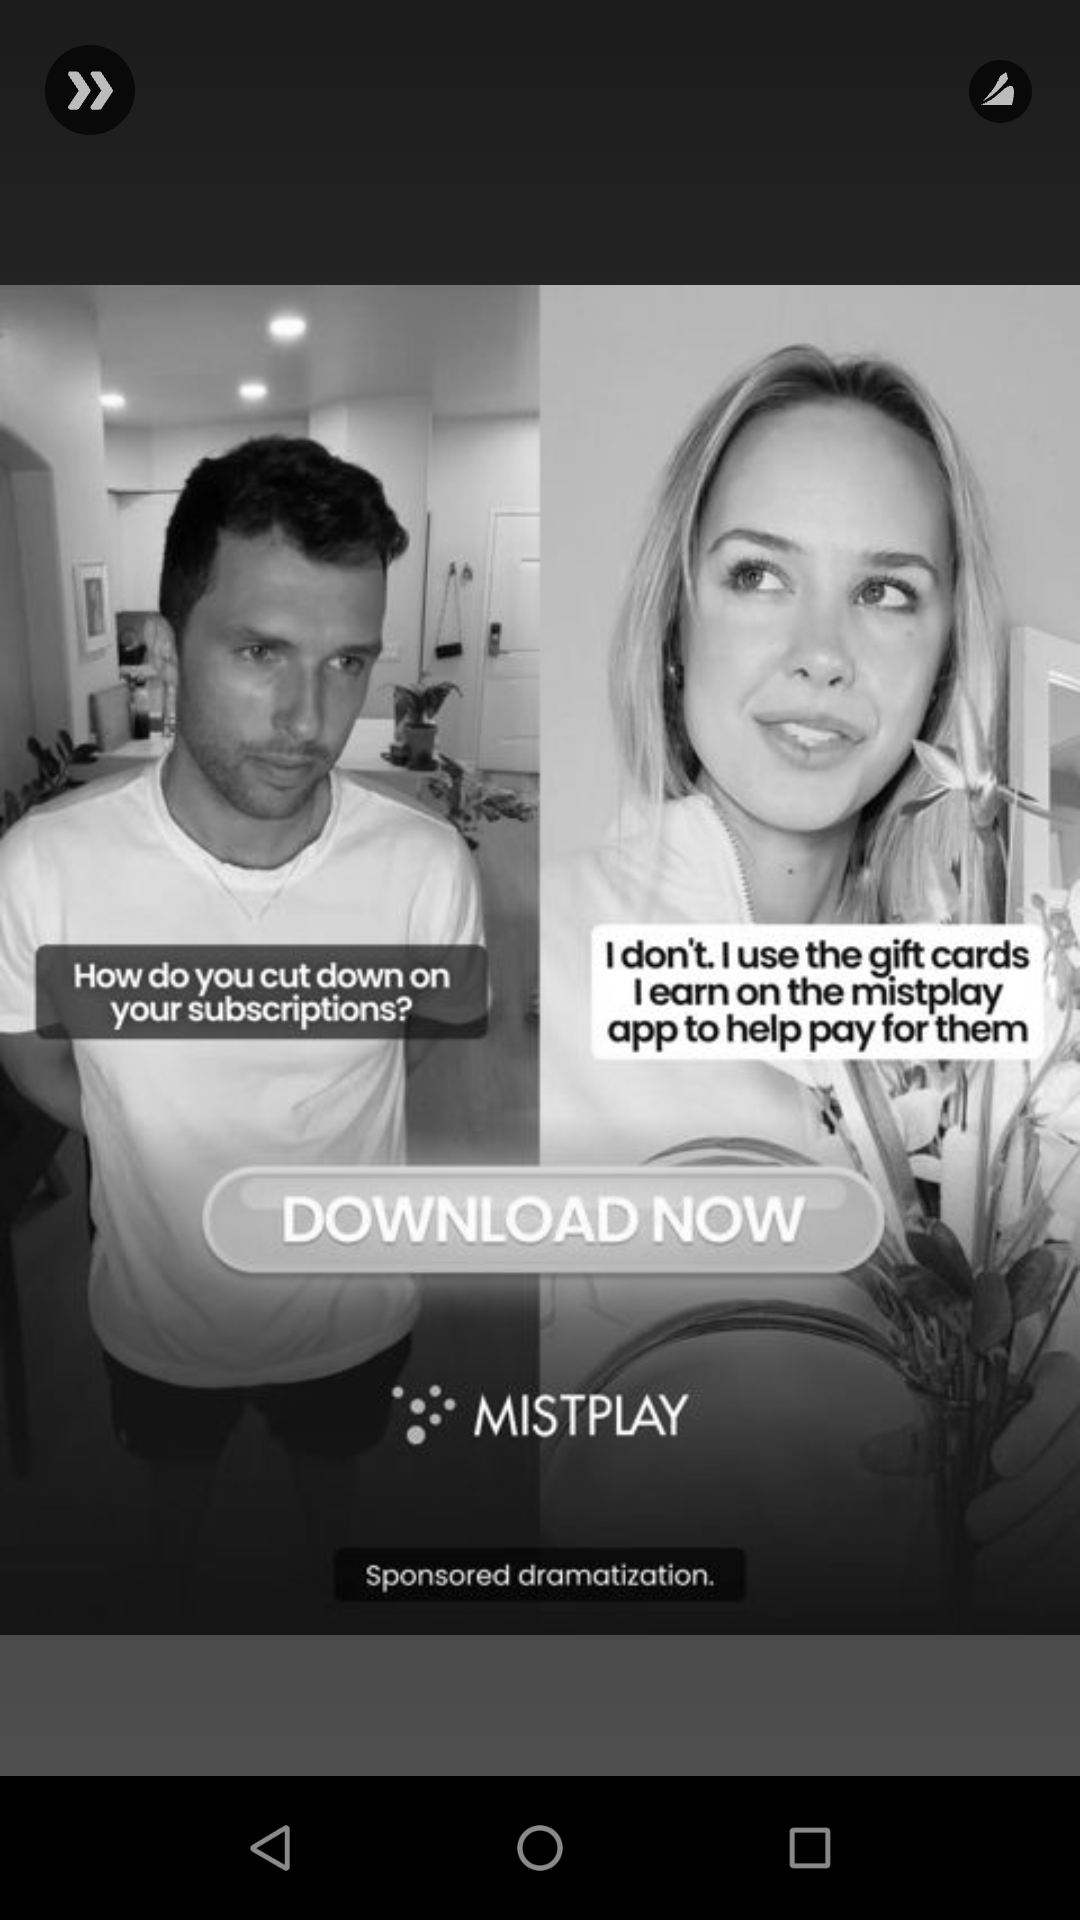 How do you cut down on
your subscriptions?
I don't. I use the gift cards
I earn on the mistplay
app to help pay for them
DOWNLOAD NOW
MISTPLAY
Sponsored dramatization.